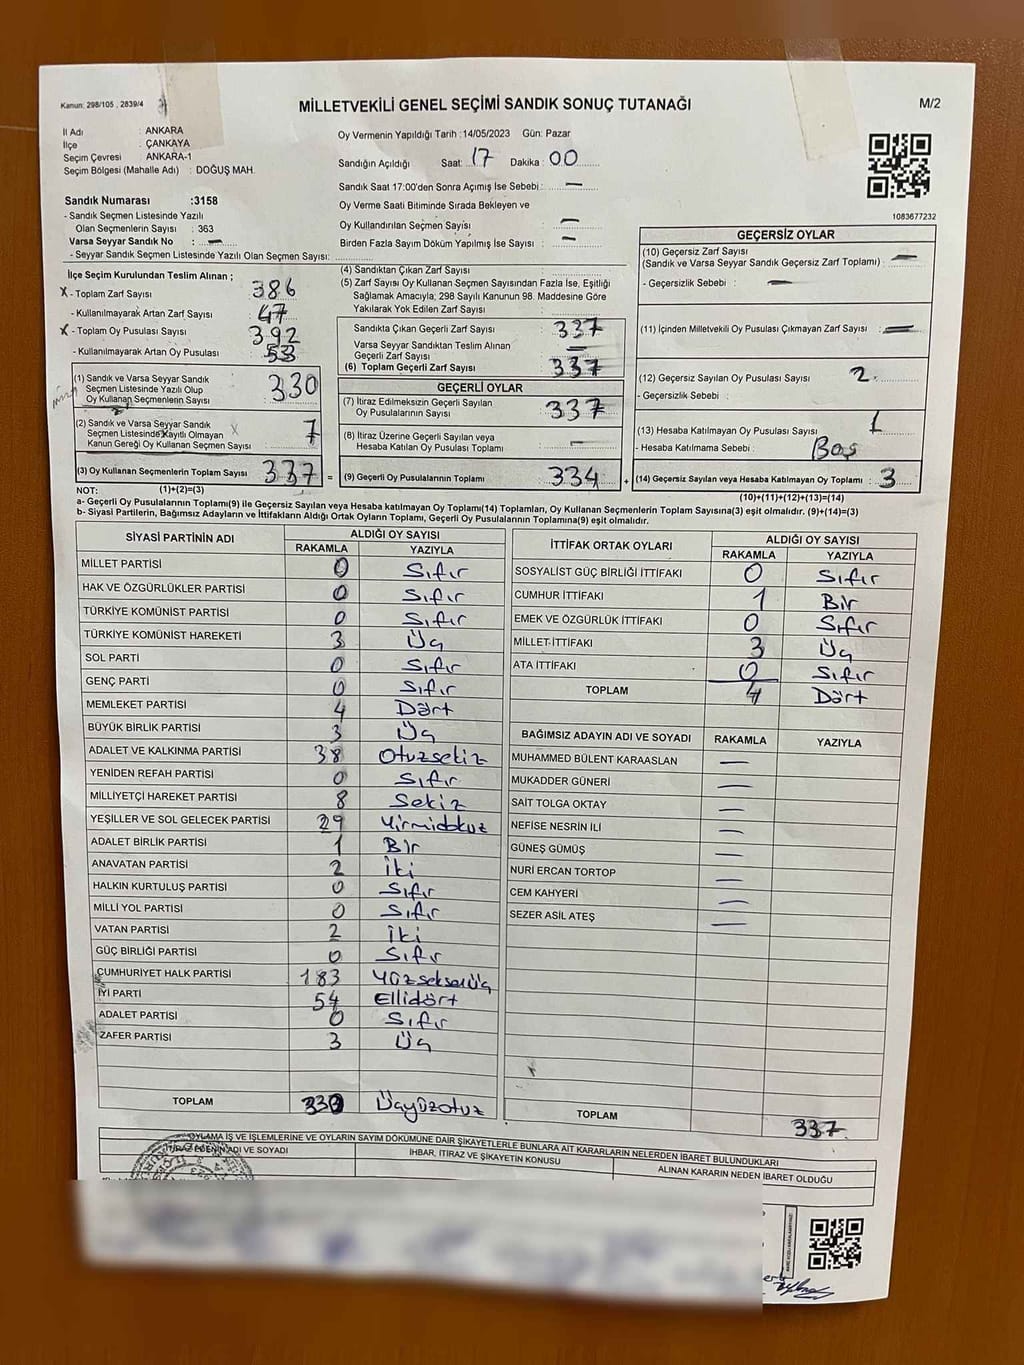 Kanun: 298/105 , 2839/4
MİLLETVEKİLİ GENEL SEÇİMİ SANDIK SONUÇ TUTANAĞI
M/2
İl Adı : ANKARA
İlçe : ÇANKAYA
Seçim Çevresi : ANKARA-1
Seçim Bölgesi (Mahalle Adı) : DOĞUŞ MAH.
Sandık Numarası :3158
- Sandık Seçmen Listesinde Yazılı
Olan Seçmenlerin Sayısı : 363
Varsa Seyyar Sandık No : —
- Seyyar Sandık Seçmen Listesinde Yazılı Olan Seçmen Sayısı:
Oy Vermenin Yapıldığı Tarih :14/05/2023 Gün: Pazar
Sandığın Açıldığı Saat: 17 Dakika : 00
Sandık Saat 17:00'den Sonra Açımış İse Sebebi : —
Oy Verme Saati Bitiminde Sırada Bekleyen ve
Oy Kullandırılan Seçmen Sayısı : —
Birden Fazla Sayım Döküm Yapılmış İse Sayısı : —
1083677232
İlçe Seçim Kurulundan Teslim Alınan ;
X - Toplam Zarf Sayısı : 386
- Kullanılmayarak Artan Zarf Sayısı : 47
X - Toplam Oy Pusulası Sayısı : 392
- Kullanılmayarak Artan Oy Pusulası : 53
(1) Sandık ve Varsa Seyyar Sandık
Seçmen Listesinde Yazılı Olup
Oy Kullanan Seçmenlerin Sayısı 330
(2) Sandık ve Varsa Seyyar Sandık
Seçmen Listesinde Kayıtlı Olmayan X
Kanun Gereği Oy Kullanan Seçmen Sayısı 7
(3) Oy Kullanan Seçmenlerin Toplam Sayısı 337 =
(1)+(2)=(3)
(4) Sandıktan Çıkan Zarf Sayısı :
(5) Zarf Sayısı Oy Kullanan Seçmen Sayısından Fazla İse, Eşitliği
Sağlamak Amacıyla; 298 Sayılı Kanunun 98. Maddesine Göre
Yakılarak Yok Edilen Zarf Sayısı :
Sandıkta Çıkan Geçerli Zarf Sayısı : 337
Varsa Seyyar Sandıktan Teslim Alınan
Geçerli Zarf Sayısı : —
(6) Toplam Geçerli Zarf Sayısı : 337
GEÇERLİ OYLAR
(7) İtiraz Edilmeksizin Geçerli Sayılan
Oy Pusulalarının Sayısı : 337
(8) İtiraz Üzerine Geçerli Sayılan veya
Hesaba Katılan Oy Pusulası Toplamı : —
(9) Geçerli Oy Pusulalarının Toplamı 334 +
GEÇERSİZ OYLAR
(10) Geçersiz Zarf Sayısı
(Sandık ve Varsa Seyyar Sandık Geçersiz Zarf Toplamı) : —
- Geçersizlik Sebebi : —
(11) İçinden Milletvekili Oy Pusulası Çıkmayan Zarf Sayısı : —
(12) Geçersiz Sayılan Oy Pusulası Sayısı : 2
- Geçersizlik Sebebi :
(13) Hesaba Katılmayan Oy Pusulası Sayısı : 1
- Hesaba Katılmama Sebebi : Boş
(14) Geçersiz Sayılan veya Hesaba Katılmayan Oy Toplamı : 3
(10)+(11)+(12)+(13)=(14)
NOT:
a- Geçerli Oy Pusulalarının Toplamı(9) ile Geçersiz Sayılan veya Hesaba katılmayan Oy Toplamı(14) Toplamları, Oy Kullanan Seçmenlerin Toplam Sayısına(3) eşit olmalıdır. (9)+(14)=(3)
b- Siyasi Partilerin, Bağımsız Adayların ve İttifakların Aldığı Ortak Oyların Toplamı, Geçerli Oy Pusulalarının Toplamına(9) eşit olmalıdır.
SİYASİ PARTİNİN ADI ALDIĞI OY SAYISI
RAKAMLA YAZIYLA
MİLLET PARTİSİ 0 Sıfır
HAK VE ÖZGÜRLÜKLER PARTİSİ 0 Sıfır
TÜRKİYE KOMÜNİST PARTİSİ 0 Sıfır
TÜRKİYE KOMÜNİST HAREKETİ 3 Üç
SOL PARTİ 0 Sıfır
GENÇ PARTİ 0 Sıfır
MEMLEKET PARTİSİ 4 Dört
BÜYÜK BİRLİK PARTİSİ 3 Üç
ADALET VE KALKINMA PARTİSİ 38 Otuzsekiz
YENİDEN REFAH PARTİSİ 0 Sıfır
MİLLİYETÇİ HAREKET PARTİSİ 8 Sekiz
YEŞİLLER VE SOL GELECEK PARTİSİ 29 Yirmidokuz
ADALET BİRLİK PARTİSİ 1 Bir
ANAVATAN PARTİSİ 2 İki
HALKIN KURTULUŞ PARTİSİ 0 Sıfır
MİLLİ YOL PARTİSİ 0 Sıfır
VATAN PARTİSİ 2 İki
GÜÇ BİRLİĞİ PARTİSİ 0 Sıfır
CUMHURİYET HALK PARTİSİ 183 Yüzseksenüç
İYİ PARTİ 54 Ellidört
ADALET PARTİSİ 0 Sıfır
ZAFER PARTİSİ 3 Üç
TOPLAM 330 Üçyüzotuz
İTTİFAK ORTAK OYLARI ALDIĞI OY SAYISI
RAKAMLA YAZIYLA
SOSYALİST GÜÇ BİRLİĞİ İTTİFAKI 0 Sıfır
CUMHUR İTTİFAKI 1 Bir
EMEK VE ÖZGÜRLÜK İTTİFAKI 0 Sıfır
MİLLET İTTİFAKI 3 Üç
ATA İTTİFAKI 0 Sıfır
TOPLAM 4 Dört
BAĞIMSIZ ADAYIN ADI VE SOYADI RAKAMLA YAZIYLA
MUHAMMED BÜLENT KARAASLAN —
MUKADDER GÜNERİ —
SAİT TOLGA OKTAY —
NEFİSE NESRİN İLİ —
GÜNEŞ GÜMÜŞ —
NURİ ERCAN TORTOP —
CEM KAHYERİ —
SEZER ASİL ATEŞ —
TOPLAM 337
OYLAMA İŞ VE İŞLEMLERİNE VE OYLARIN SAYIM DÖKÜMÜNE DAİR ŞİKAYETLERLE BUNLARA AİT KARARLARIN NELERDEN İBARET BULUNDUKLARI
İTİRAZ EDENİN ADI VE SOYADI
İHBAR, İTİRAZ VE ŞİKAYETİN KONUSU
ALINAN KARARIN NEDEN İBARET OLDUĞU